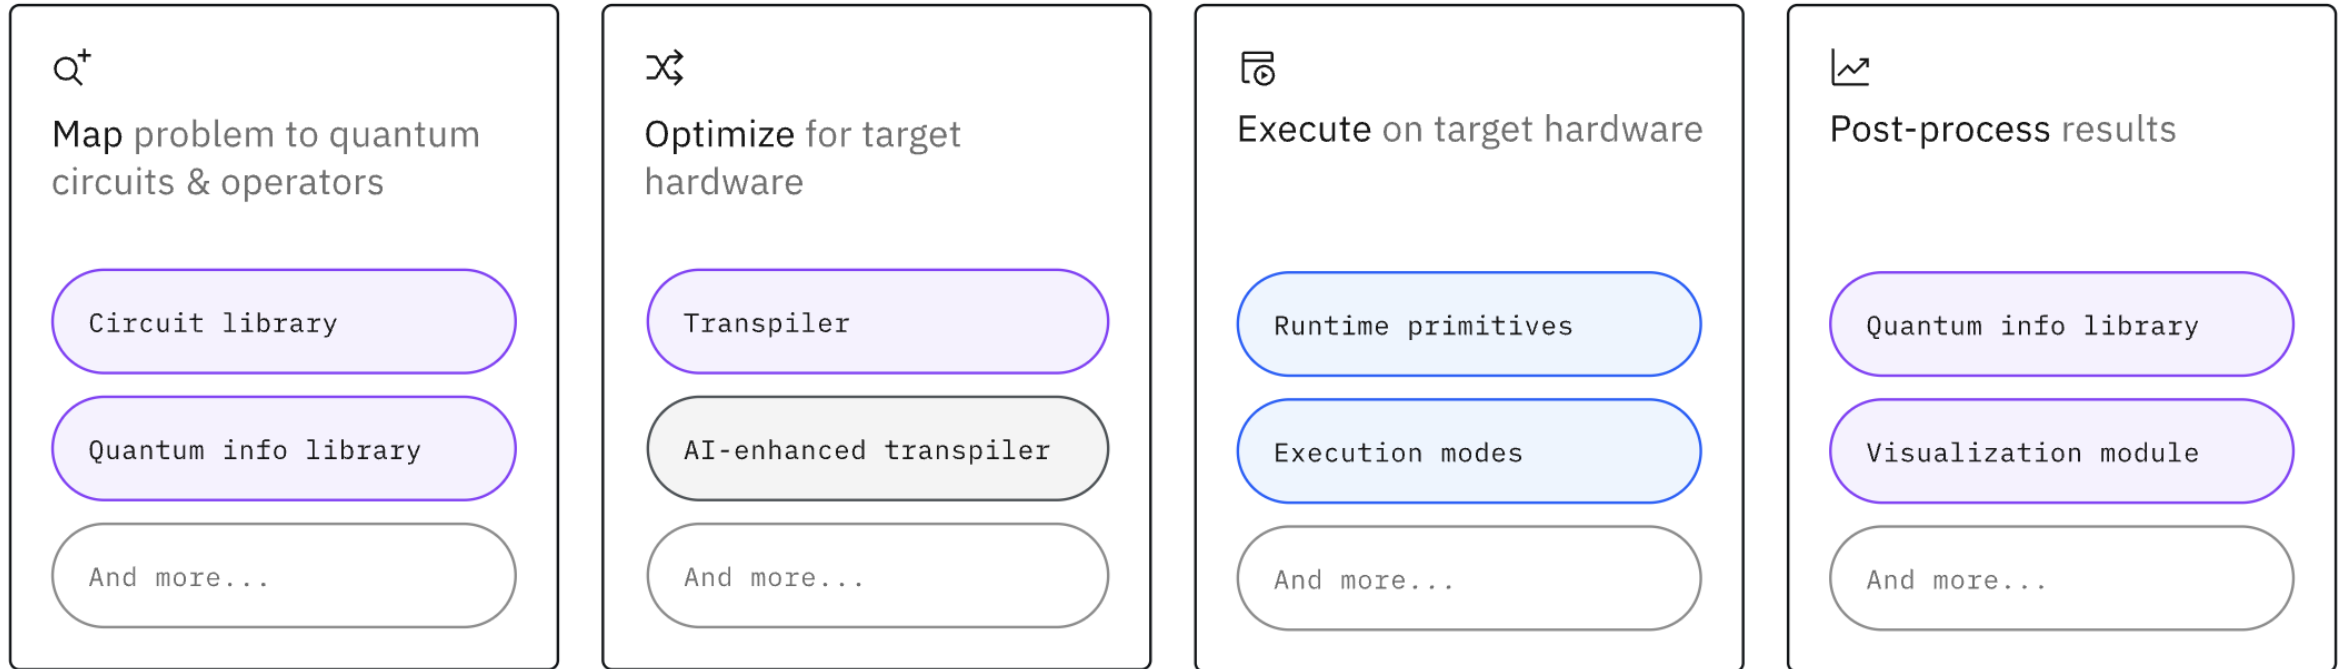 Map problem to quantum
circuits & operators
Circuit library
Quantum info library
And more...
Optimize for target
hardware
Transpiler
AI-enhanced transpiler
And more...
Execute on target hardware
Runtime primitives
Execution modes
And more...
Post-process results
Quantum info library
Visualization module
And more...